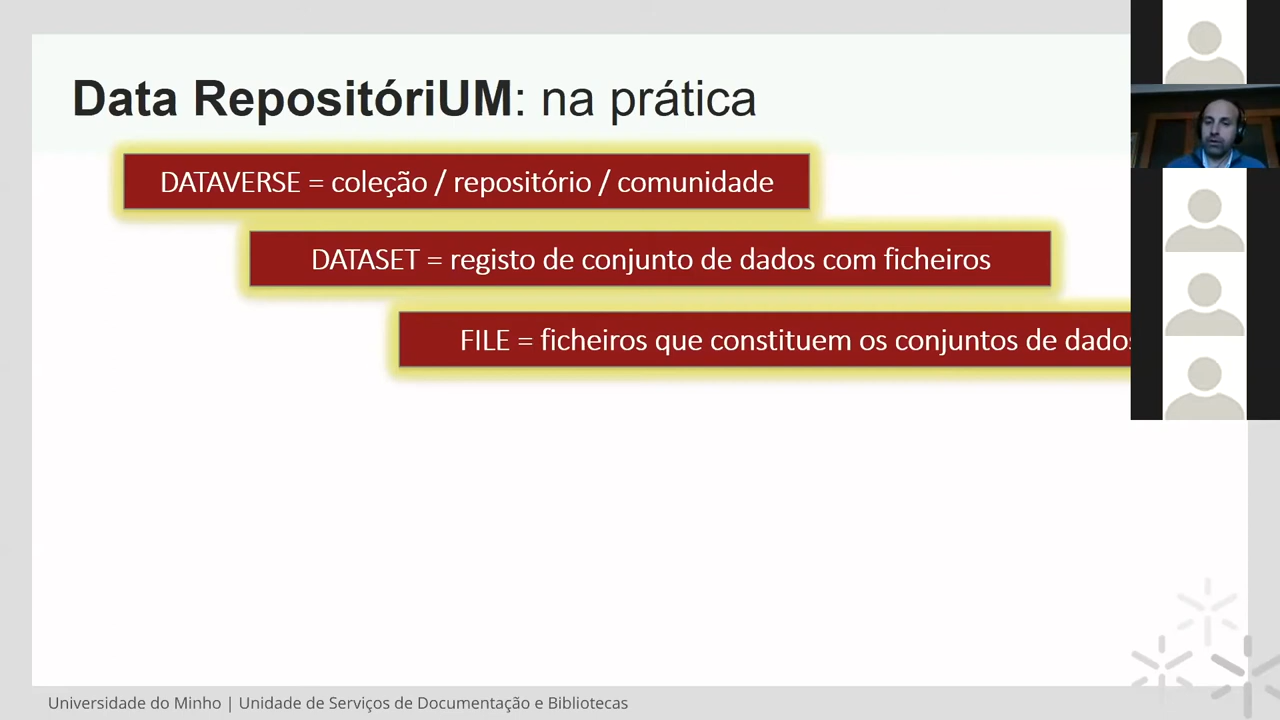 Data RepositóriUM: na prática
DATAVERSE = coleção / repositório / comunidade
DATASET = registo de conjunto de dados com ficheiros
FILE = ficheiros que constituem os conjuntos de dados
Universidade do Minho | Unidade de Serviços de Documentação e Bibliotecas